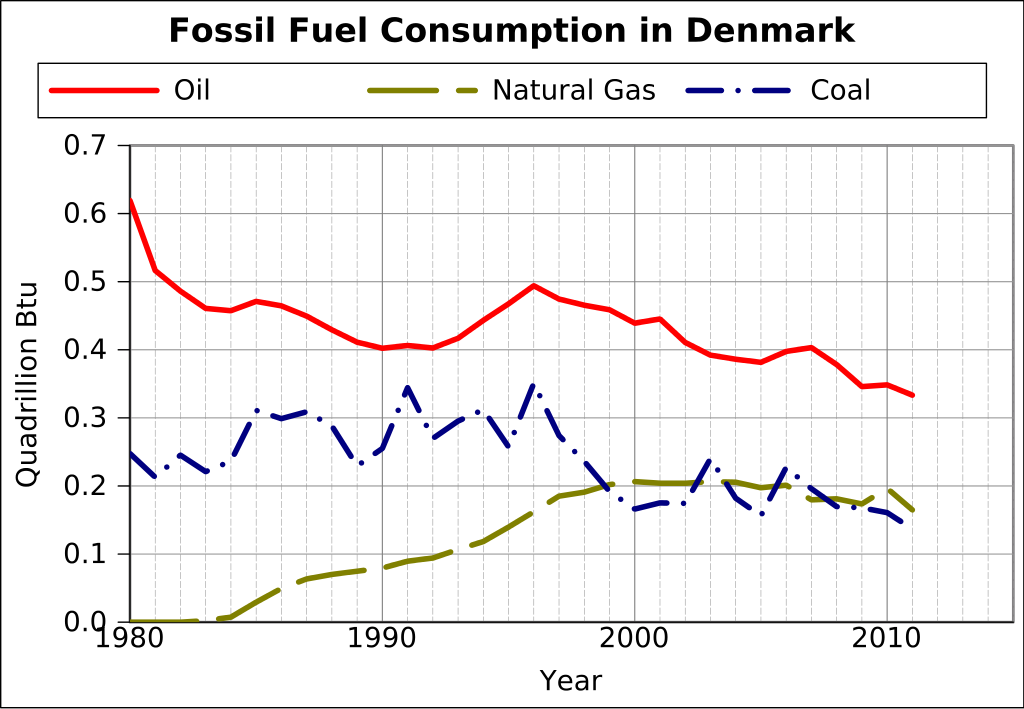 Fossil Fuel Consumption in Denmark
Oil Natural Gas Coal
0.7
0.6
0.5
0.4
0.3
0.2
0.1
0.0
Quadrillion Btu
1980 1990 2000 2010
Year